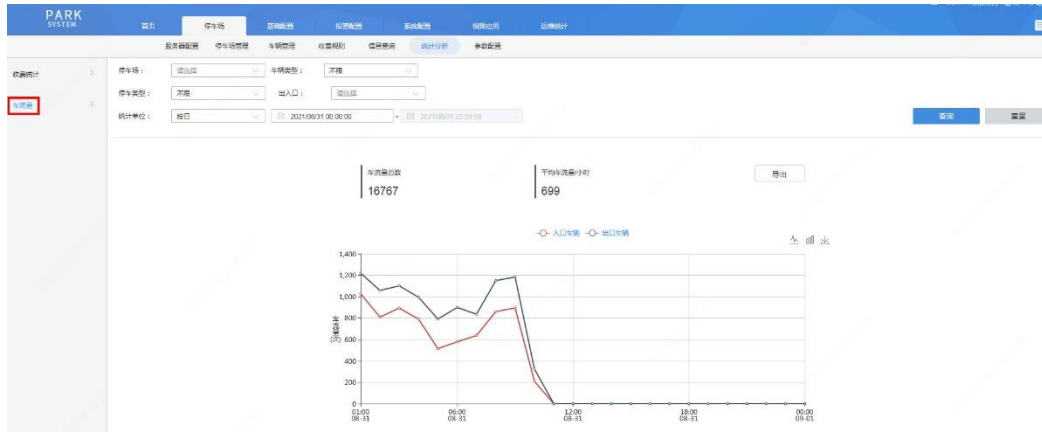 PARK
SYSTEM
首页 停车场 基础配置 报警配置 系统配置 视频应用 运维统计
服务器配置 停车场管理 车辆管理 收费规则 信息查询 统计分析 参数配置
收费统计
车流量
停车场： 请选择 车辆类型： 不限
停车类型： 不限 出入口： 请选择
统计单位： 按日 2021/08/31 00:00:00 - 2021/08/31 23:59:59 查询 重置
车流量总数 平均车流量/小时 导出
16767 699
入口车辆 出口车辆
1,400
1,200
1,000
800
600
400
200
0
01:00 06:00 12:00 18:00 00:00
08-31 08-31 08-31 08-31 09-01